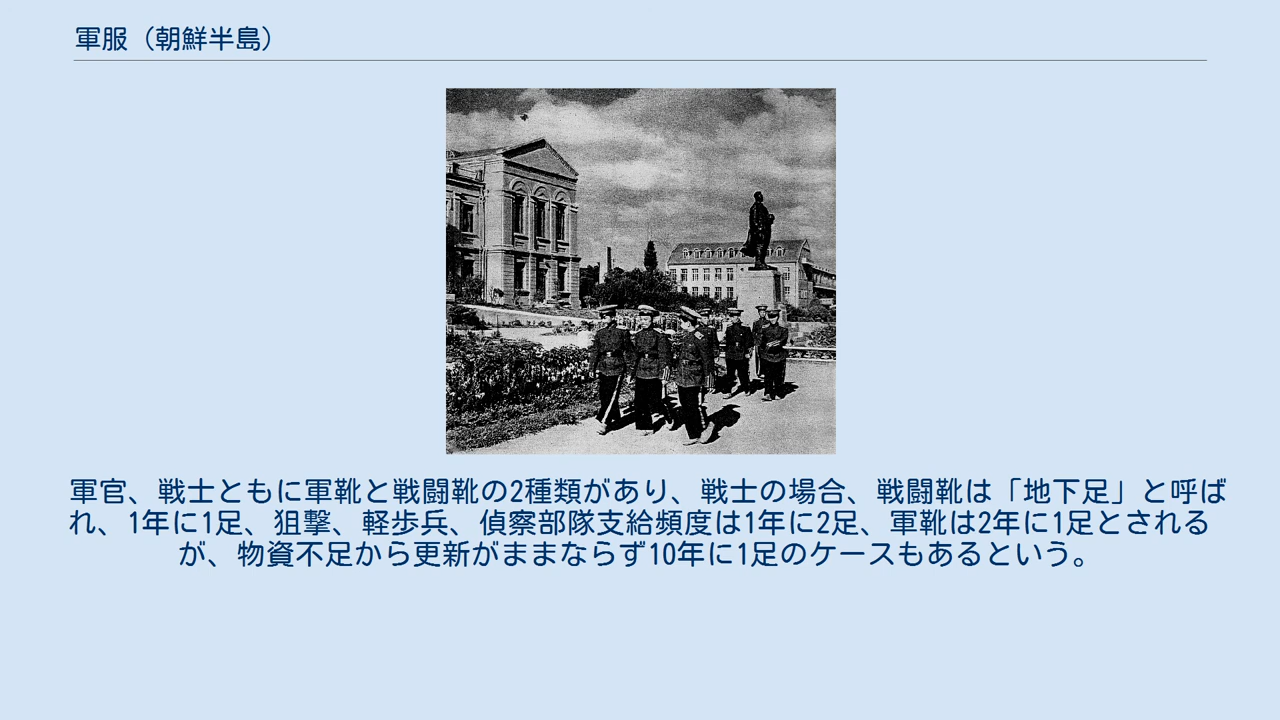 軍服（朝鮮半島）
軍官、戦士ともに軍靴と戦闘靴の2種類があり、戦士の場合、戦闘靴は「地下足」と呼ば
れ、1年に1足、狙撃、軽歩兵、偵察部隊支給頻度は1年に2足、軍靴は2年に1足とされる
が、物資不足から更新がままならず10年に1足のケースもあるという。